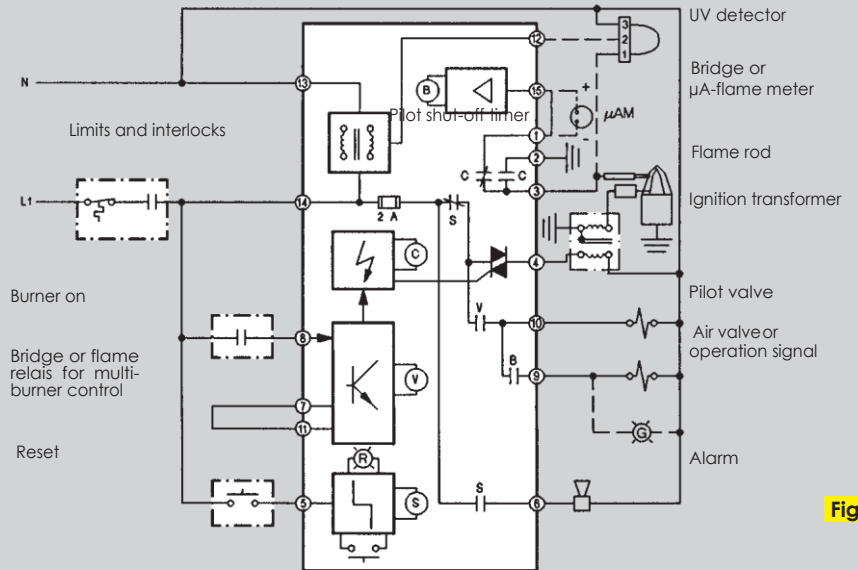 UV detector
3
2
1
12
N
13
B
15
+
Bridge or
µA-flame meter
Pilot shut-off timer
µAM
Limits and interlocks
1
-
2
C
C
Flame rod
3
L1
14
2 A
S
Ignition transformer
C
4
Burner on
Pilot valve
V
10
Air valve or
operation signal
8
Bridge or flame
relais for multi-
burner control
V
B
9
7
11
G
Reset
R
Alarm
5
S
S
6
Fig